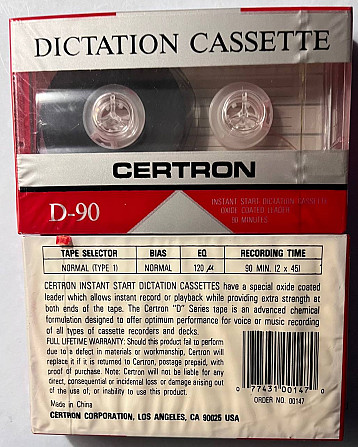 DICTATION CASSETTE
CERTRON
D-90
INSTANT START DICTATION CASSETTE
OXIDE COATED LEADER
90 MINUTES
TAPE SELECTOR BIAS EQ RECORDING TIME
NORMAL (TYPE 1) NORMAL 120 μ 90 MIN. (2 x 45)
CERTRON INSTANT START DICTATION CASSETTES have a special oxide coated
leader which allows instant record or playback while providing extra strength at
both ends of the tape. The Certron "D" Series tape is an advanced chemical
formulation designed to offer optimum performance for voice or music recording
of all types of cassette recorders and decks.
FULL LIFETIME WARRANTY: Should this product fail to perform
due to a defect in materials or workmanship, Certron will
replace it if it is returned to Certron, postage prepaid, with
proof of purchase. Note: Certron will not be liable for any
direct, consequential or incidental loss or damage arising out
of the use of, or inability to use this product.
Made in China
0 77431 00147 0
ORDER NO. 00147
CERTRON CORPORATION, LOS ANGELES, CA 90025 USA